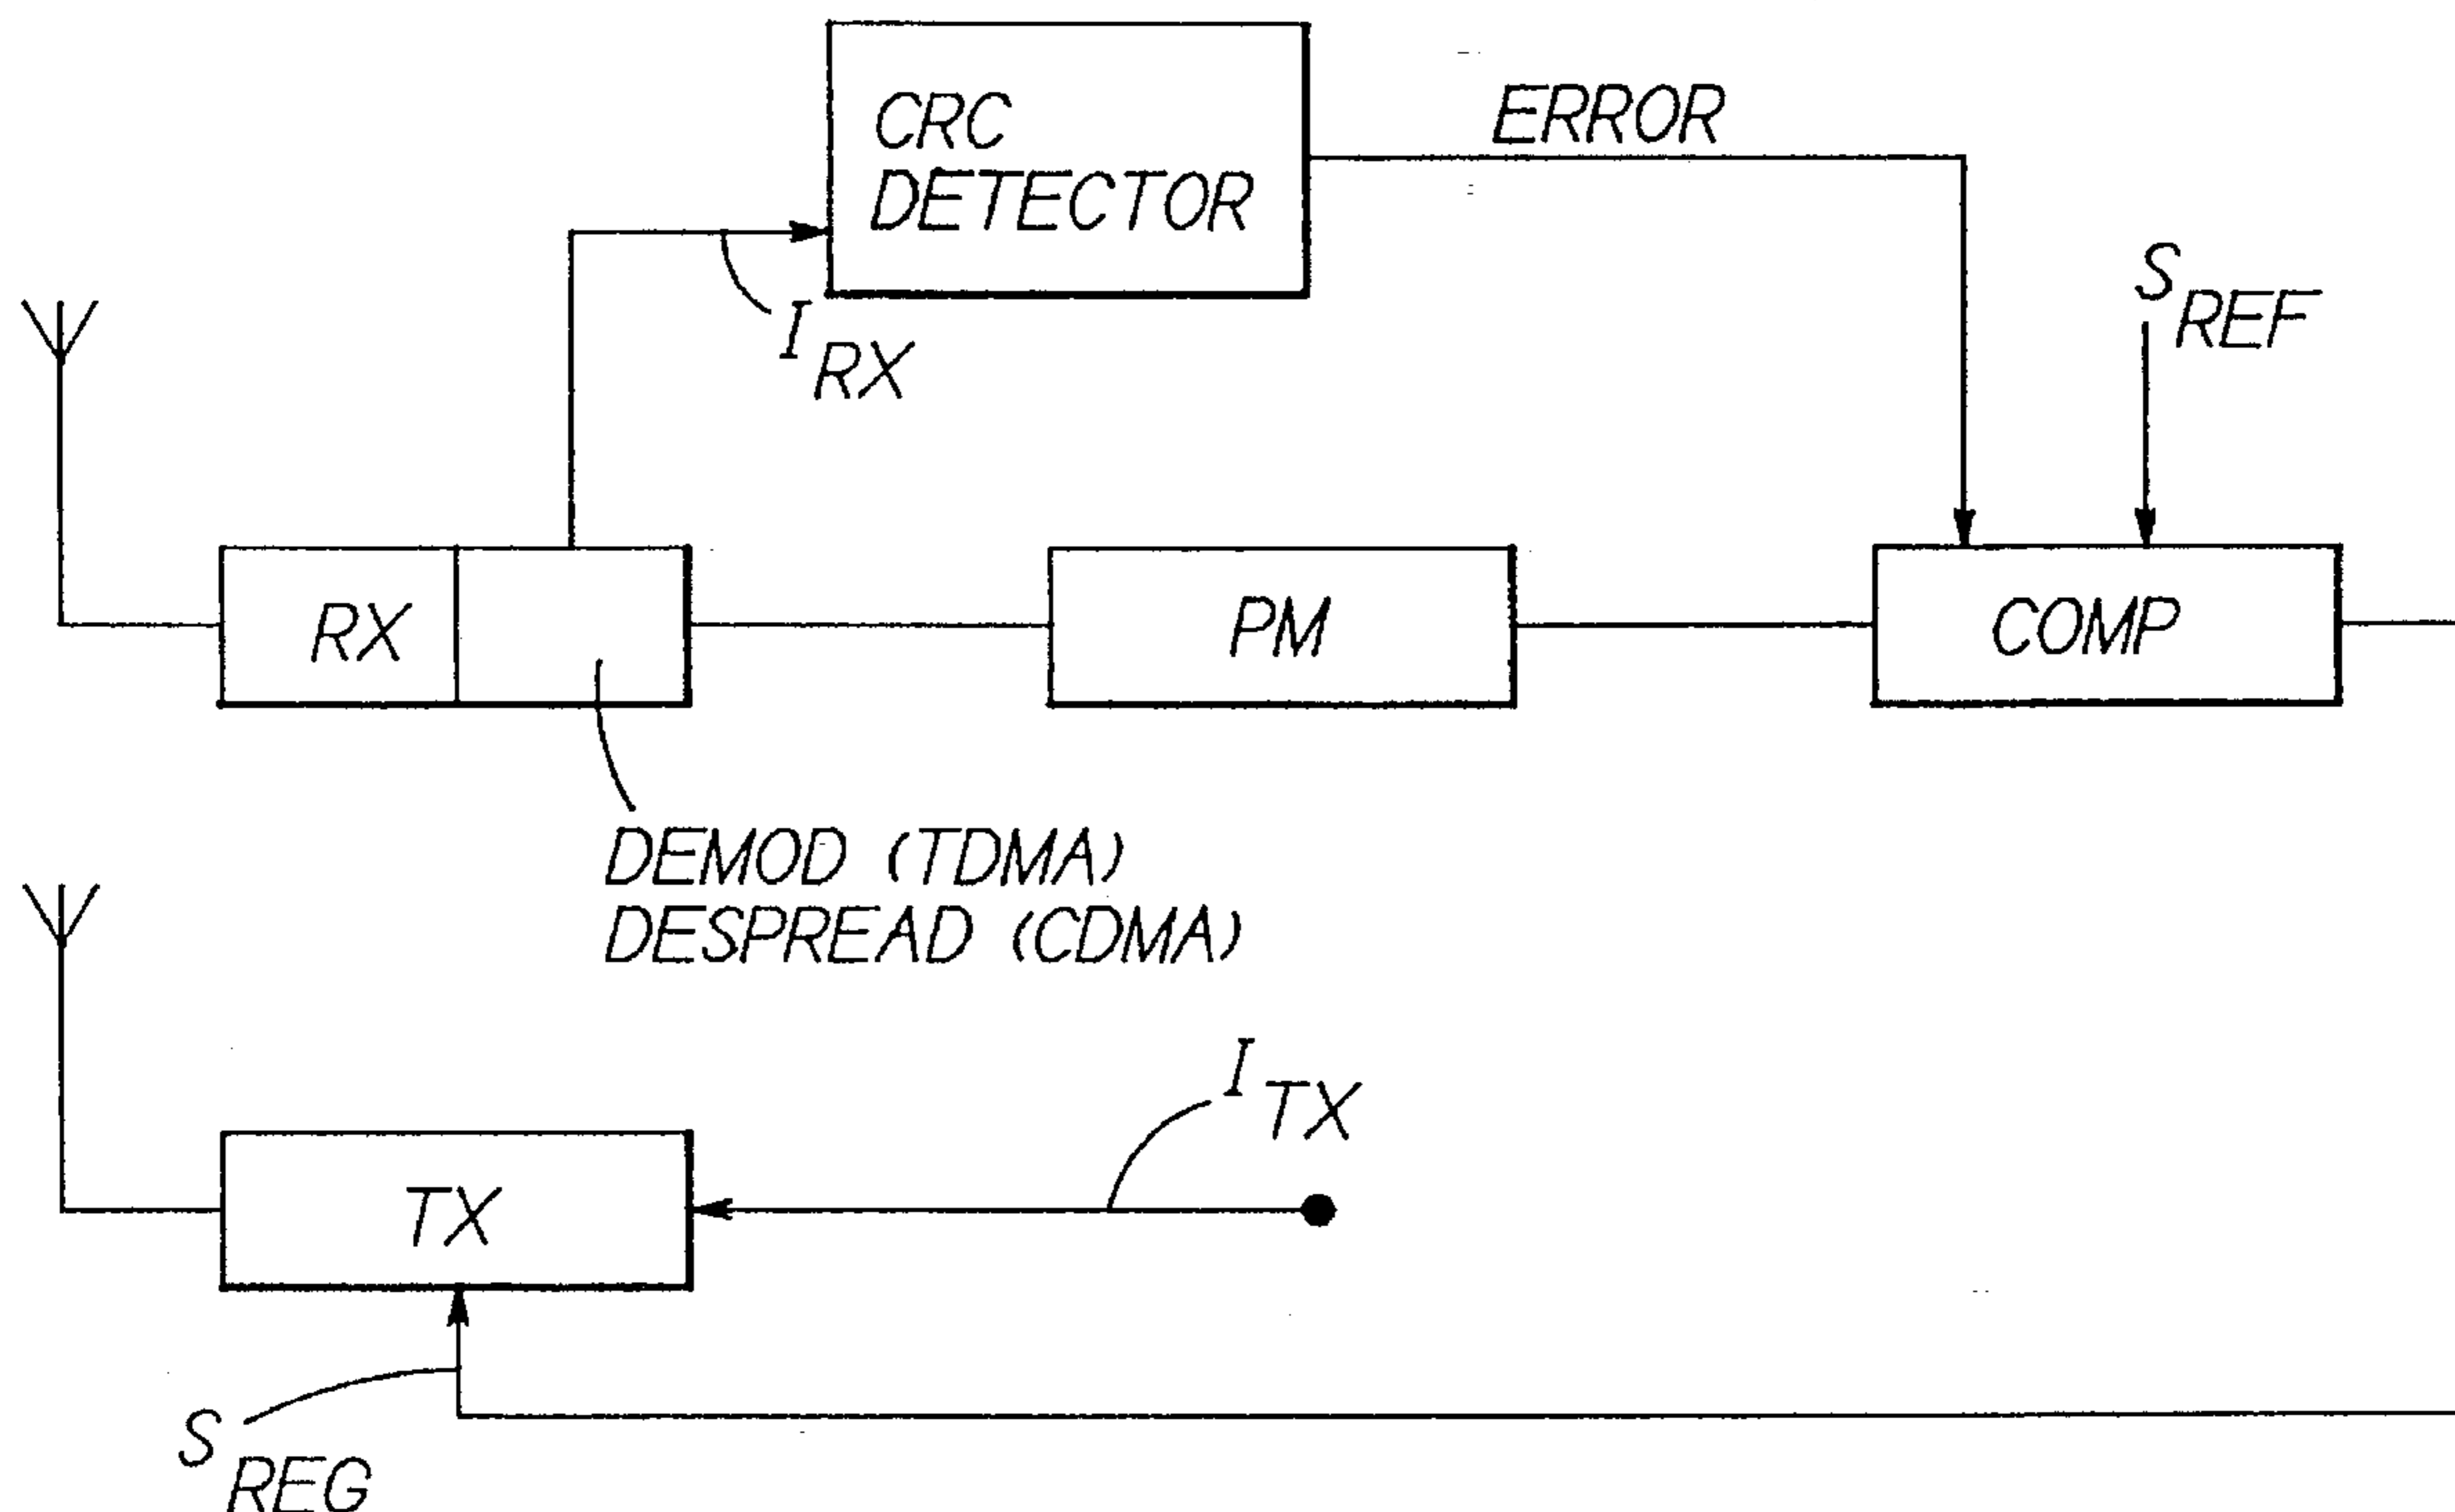 CRC
DETECTOR
ERROR
S REF
I RX
RX
PM
COMP
DEMOD (TDMA)
DESPREAD (CDMA)
I TX
TX
S REG